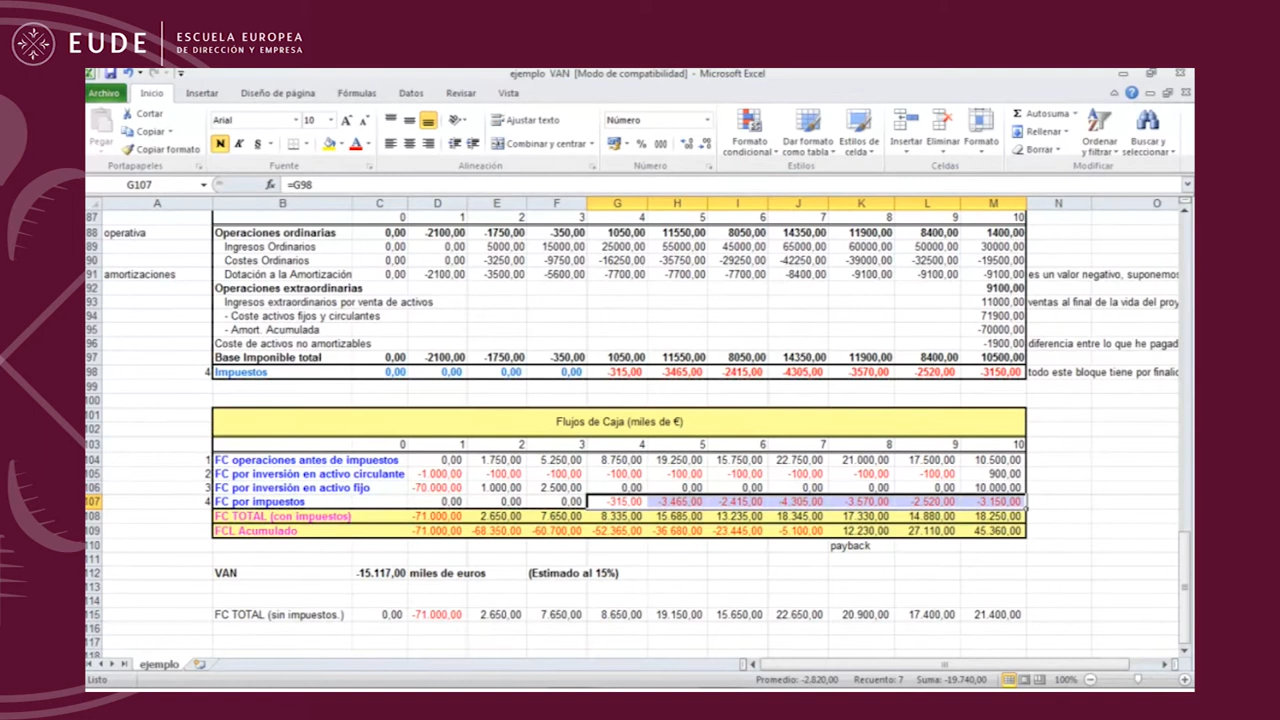 EUDE ESCUELA EUROPEA
DE DIRECCIÓN Y EMPRESA
ejemplo VAN [Modo de compatibilidad] - Microsoft Excel
Archivo Inicio Insertar Diseño de página Fórmulas Datos Revisar Vista
Cortar Arial 10 Ajustar texto Número Autosuma
Copiar Rellenar
Pegar Copiar formato N K S Combinar y centrar % 000 Formato condicional Dar formato como tabla Estilos de celda Insertar Eliminar Formato Borrar Ordenar y filtrar Buscar y seleccionar
Portapapeles Fuente Alineación Número Estilos Celdas Modificar
G107 fx =G98
A B C D E F G H I J K L M N O
87 0 1 2 3 4 5 6 7 8 9 10
88 operativa Operaciones ordinarias 0,00 -2100,00 -1750,00 -350,00 1050,00 11550,00 8050,00 14350,00 11900,00 8400,00 1400,00
89 Ingresos Ordinarios 0,00 0,00 5000,00 15000,00 25000,00 55000,00 45000,00 65000,00 60000,00 50000,00 30000,00
90 Costes Ordinarios 0,00 0,00 -3250,00 -9750,00 -16250,00 -35750,00 -29250,00 -42250,00 -39000,00 -32500,00 -19500,00
91 amortizaciones Dotación a la Amortización 0,00 -2100,00 -3500,00 -5600,00 -7700,00 -7700,00 -7700,00 -8400,00 -9100,00 -9100,00 -9100,00 es un valor negativo, suponemos
92 Operaciones extraordinarias 9100,00
93 Ingresos extraordinarios por venta de activos 11000,00 ventas al final de la vida del proy
94 - Coste activos fijos y circulantes 71900,00
95 - Amort. Acumulada -70000,00
96 Coste de activos no amortizables -1900,00 diferencia entre lo que he pagad
97 Base Imponible total 0,00 -2100,00 -1750,00 -350,00 1050,00 11550,00 8050,00 14350,00 11900,00 8400,00 10500,00
98 4 Impuestos 0,00 0,00 0,00 0,00 -315,00 -3465,00 -2415,00 -4305,00 -3570,00 -2520,00 -3150,00 todo este bloque tiene por finalic
99
100
101
Flujos de Caja (miles de €)
102
103 0 1 2 3 4 5 6 7 8 9 10
104 1 FC operaciones antes de impuestos 0,00 1.750,00 5.250,00 8.750,00 19.250,00 15.750,00 22.750,00 21.000,00 17.500,00 10.500,00
105 2 FC por inversión en activo circulante -1.000,00 -100,00 -100,00 -100,00 -100,00 -100,00 -100,00 -100,00 -100,00 900,00
106 3 FC por inversión en activo fijo -70.000,00 1.000,00 2.500,00 0,00 0,00 0,00 0,00 0,00 0,00 10.000,00
107 4 FC por impuestos 0,00 0,00 0,00 -315,00 -3.465,00 -2.415,00 -4.305,00 -3.570,00 -2.520,00 -3.150,00
108 FC TOTAL (con impuestos) -71.000,00 2.650,00 7.650,00 8.335,00 15.685,00 13.235,00 18.345,00 17.330,00 14.880,00 18.250,00
109 FCL Acumulado -71.000,00 -68.350,00 -60.700,00 -52.365,00 -36.680,00 -23.445,00 -5.100,00 12.230,00 27.110,00 45.360,00
110 payback
111
112 VAN -15.117,00 miles de euros (Estimado al 15%)
113
114
115 FC TOTAL (sin impuestos.) 0,00 -71.000,00 2.650,00 7.650,00 8.650,00 19.150,00 15.650,00 22.650,00 20.900,00 17.400,00 21.400,00
116
117
118
ejemplo
Listo Promedio: -2.820,00 Recuento: 7 Suma: -19.740,00 100%